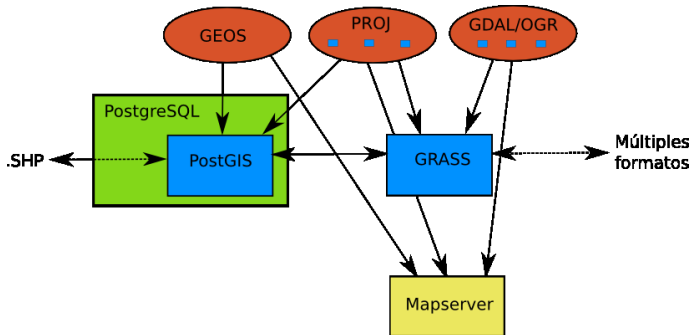 GEOS
PROJ
GDAL/OGR
PostgreSQL
.SHP
PostGIS
GRASS
Múltiples
formatos
Mapserver